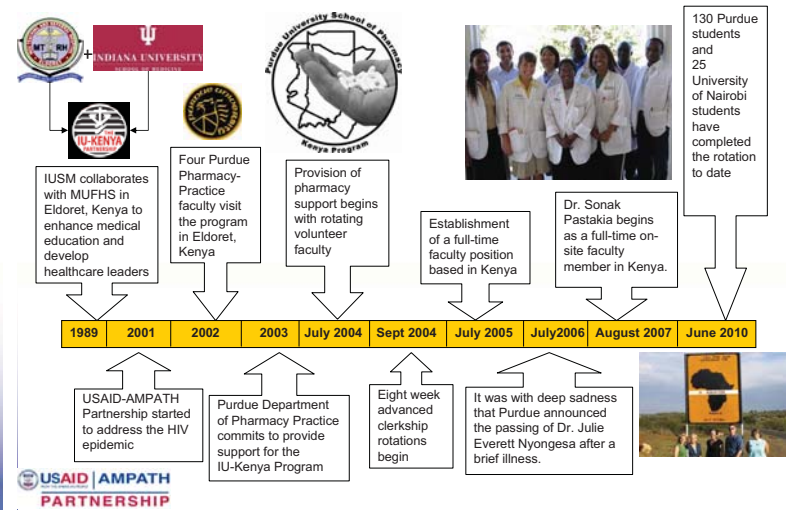 MT RH
+
INDIANA UNIVERSITY
SCHOOL OF MEDICINE
THE
IU-KENYA
PARTNERSHIP
Purdue University School of Pharmacy
Kenya Program
130 Purdue
students
and
25
University
of Nairobi
students
have
completed
the rotation
to date
IUSM collaborates
with MUFHS in
Eldoret, Kenya to
enhance medical
education and
develop
healthcare leaders
Four Purdue
Pharmacy-
Practice
faculty visit
the program
in Eldoret,
Kenya
Provision of
pharmacy
support begins
with rotating
volunteer
faculty
Establishment
of a full-time
faculty position
based in Kenya
Dr. Sonak
Pastakia begins
as a full-time on-
site faculty
member in Kenya.
1989 2001 2002 2003 July 2004 Sept 2004 July 2005 July2006 August 2007 June 2010
USAID-AMPATH
Partnership started
to address the HIV
epidemic
Purdue Department
of Pharmacy Practice
commits to provide
support for the
IU-Kenya Program
Eight week
advanced
clerkship
rotations
begin
It was with deep sadness
that Purdue announced
the passing of Dr. Julie
Everett Nyongesa after a
brief illness.
USAID | AMPATH
PARTNERSHIP